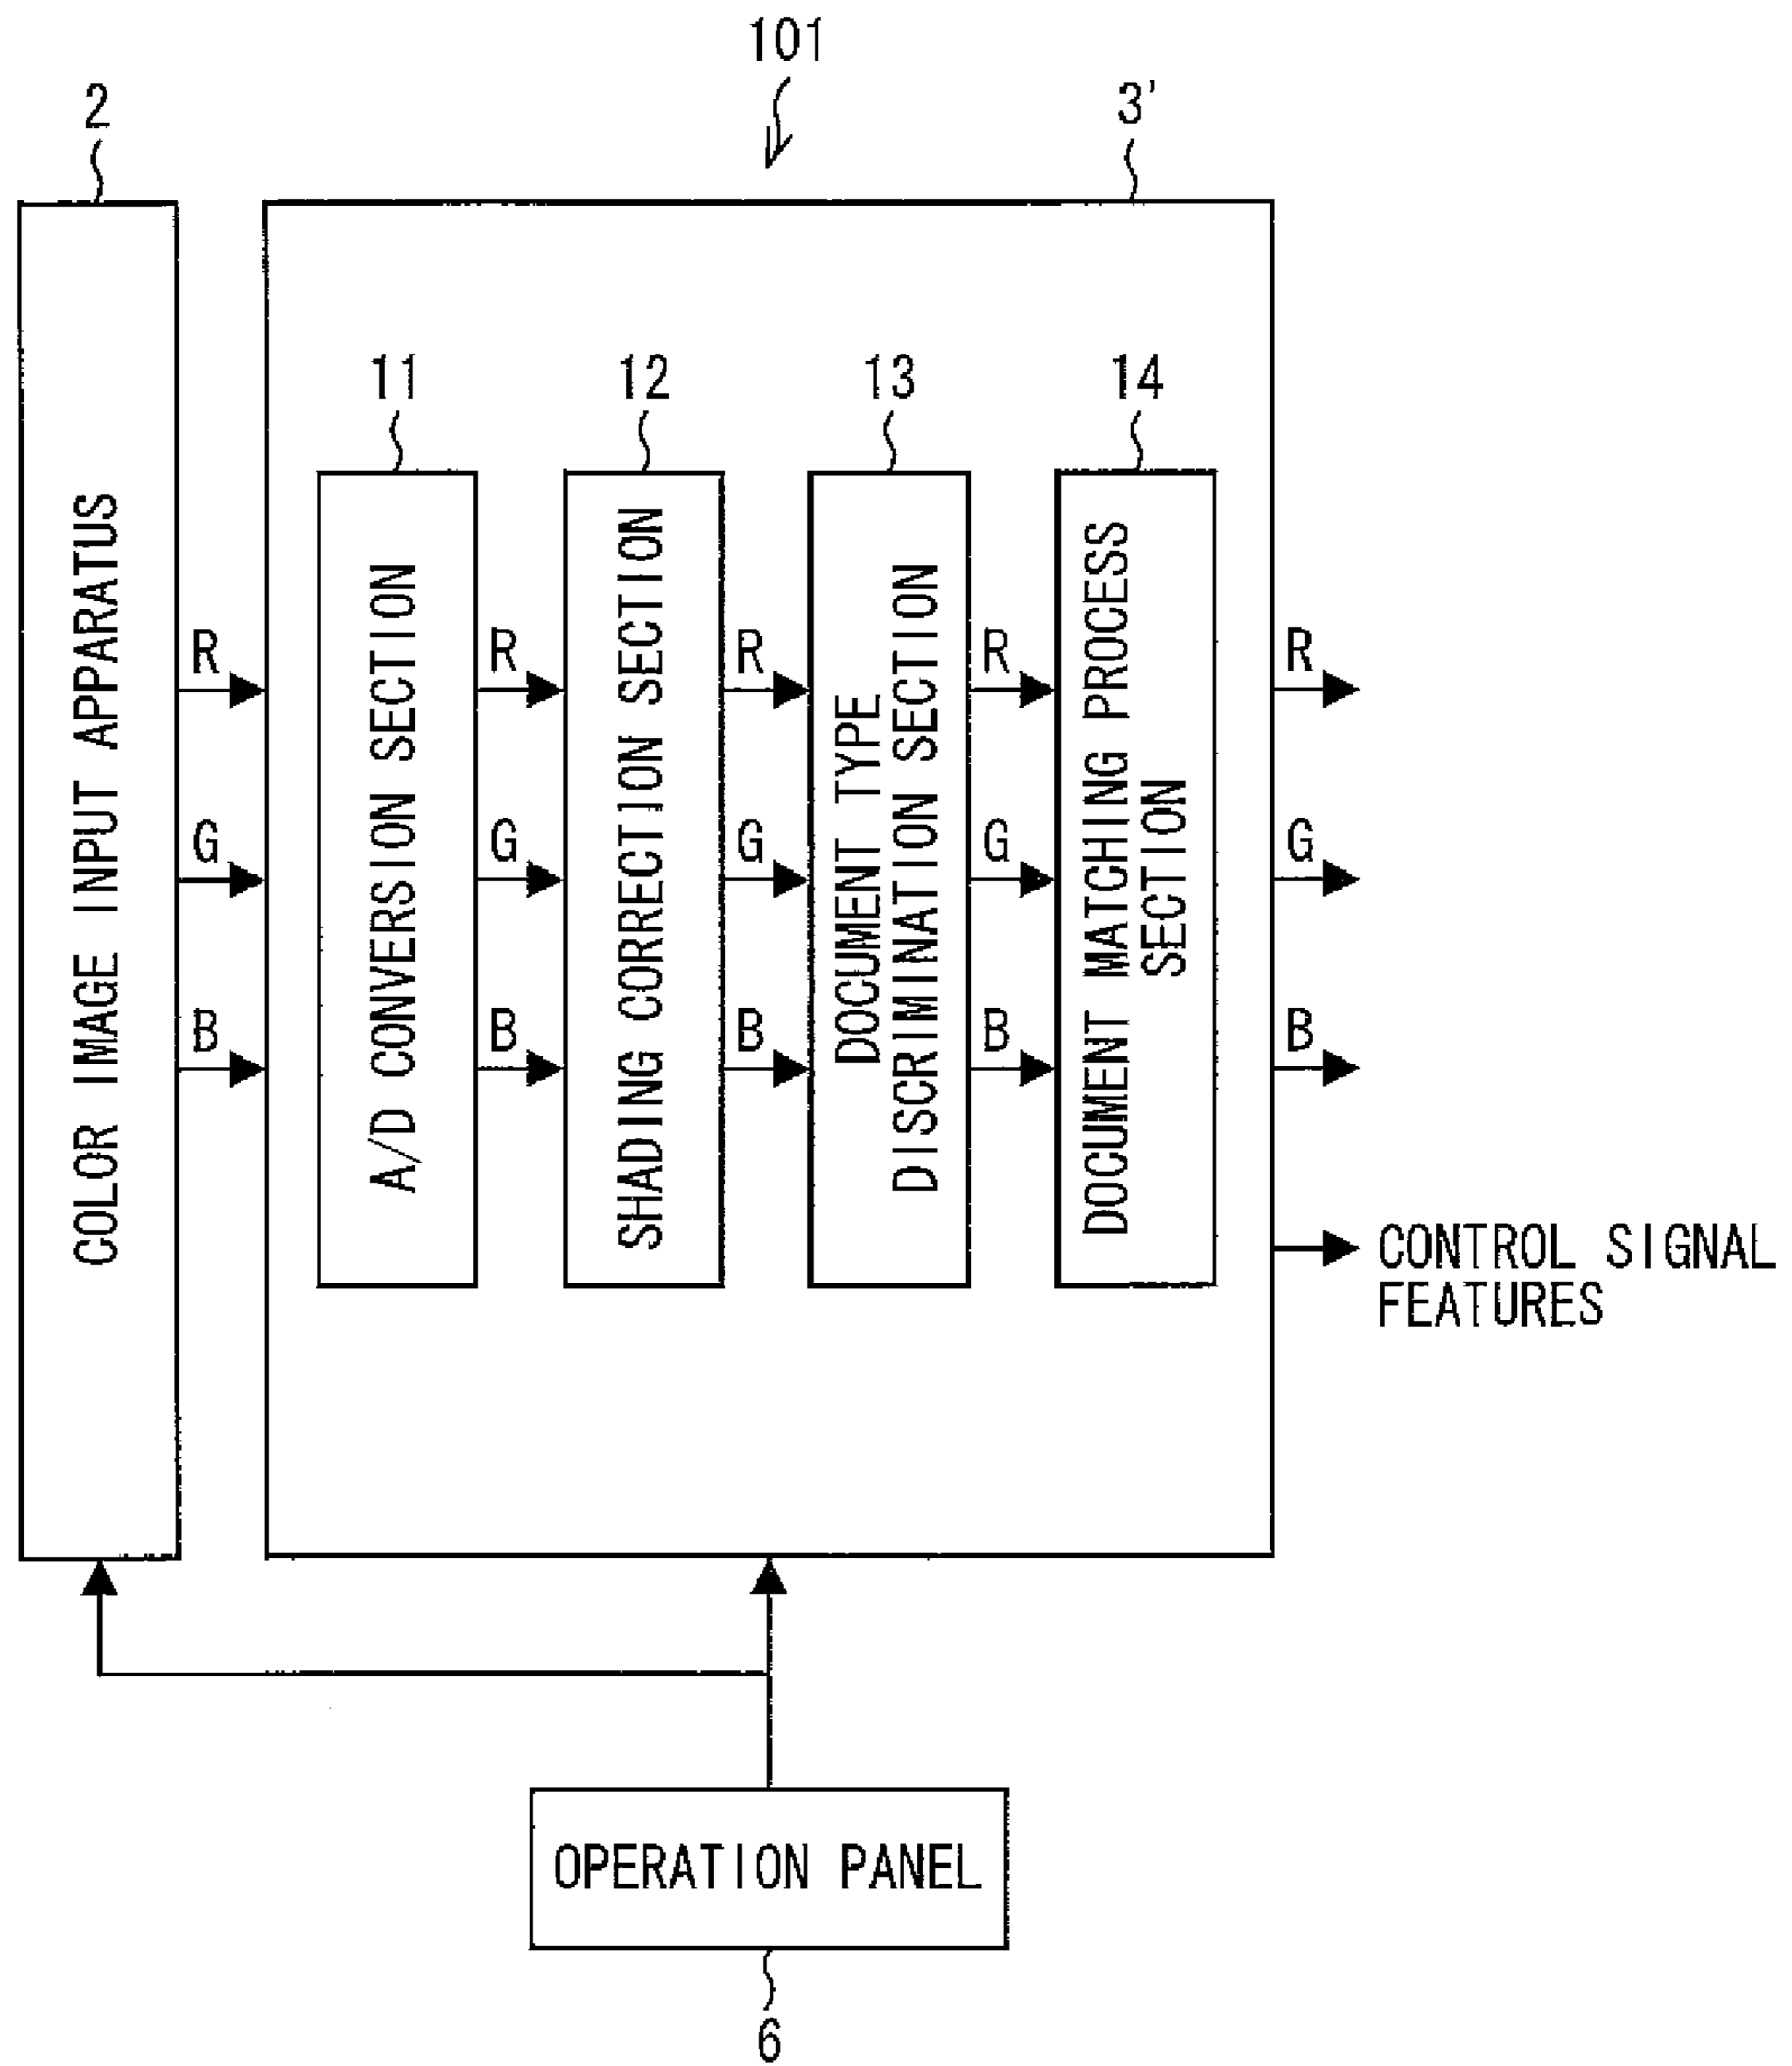 101
2
3'
11
12
13
14
COLOR IMAGE INPUT APPARATUS
R
G
B
A/D CONVERSION SECTION
R
G
B
SHADING CORRECTION SECTION
R
G
B
DOCUMENT TYPE
DISCRIMINATION SECTION
R
G
B
DOCUMENT MATCHING PROCESS
SECTION
R
G
B
CONTROL SIGNAL
FEATURES
OPERATION PANEL
6